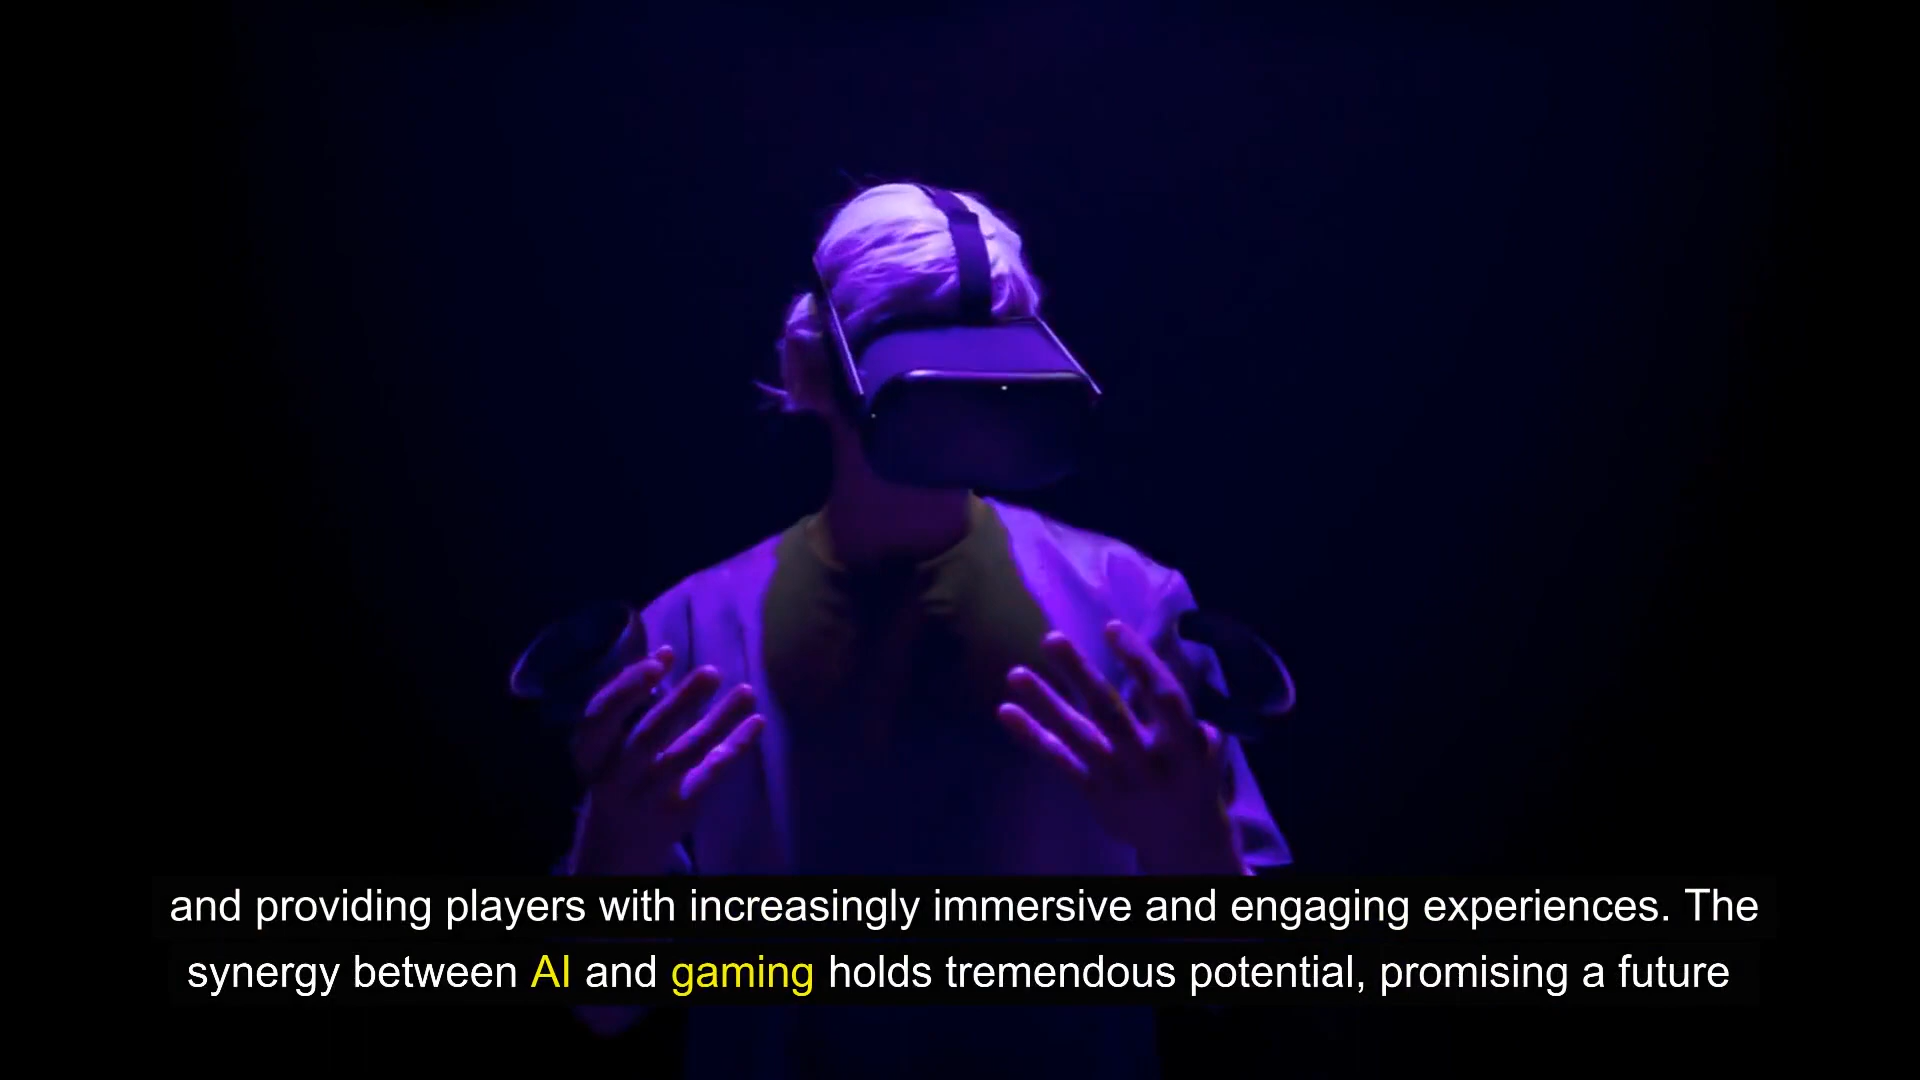 and providing players with increasingly immersive and engaging experiences. The
synergy between AI and gaming holds tremendous potential, promising a future